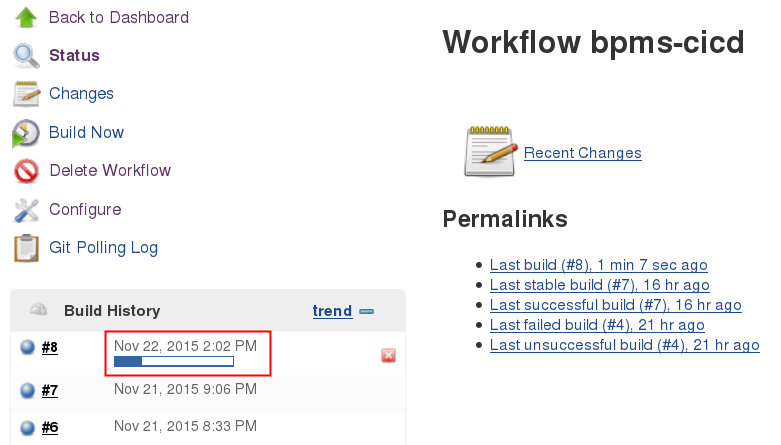 Back to Dashboard
Status
Changes
Build Now
Delete Workflow
Configure
Git Polling Log
Build History trend
#8 Nov 22, 2015 2:02 PM
#7 Nov 21, 2015 9:06 PM
#6 Nov 21, 2015 8:33 PM
Workflow bpms-cicd
Recent Changes
Permalinks
Last build (#8), 1 min 7 sec ago
Last stable build (#7), 16 hr ago
Last successful build (#7), 16 hr ago
Last failed build (#4), 21 hr ago
Last unsuccessful build (#4), 21 hr ago